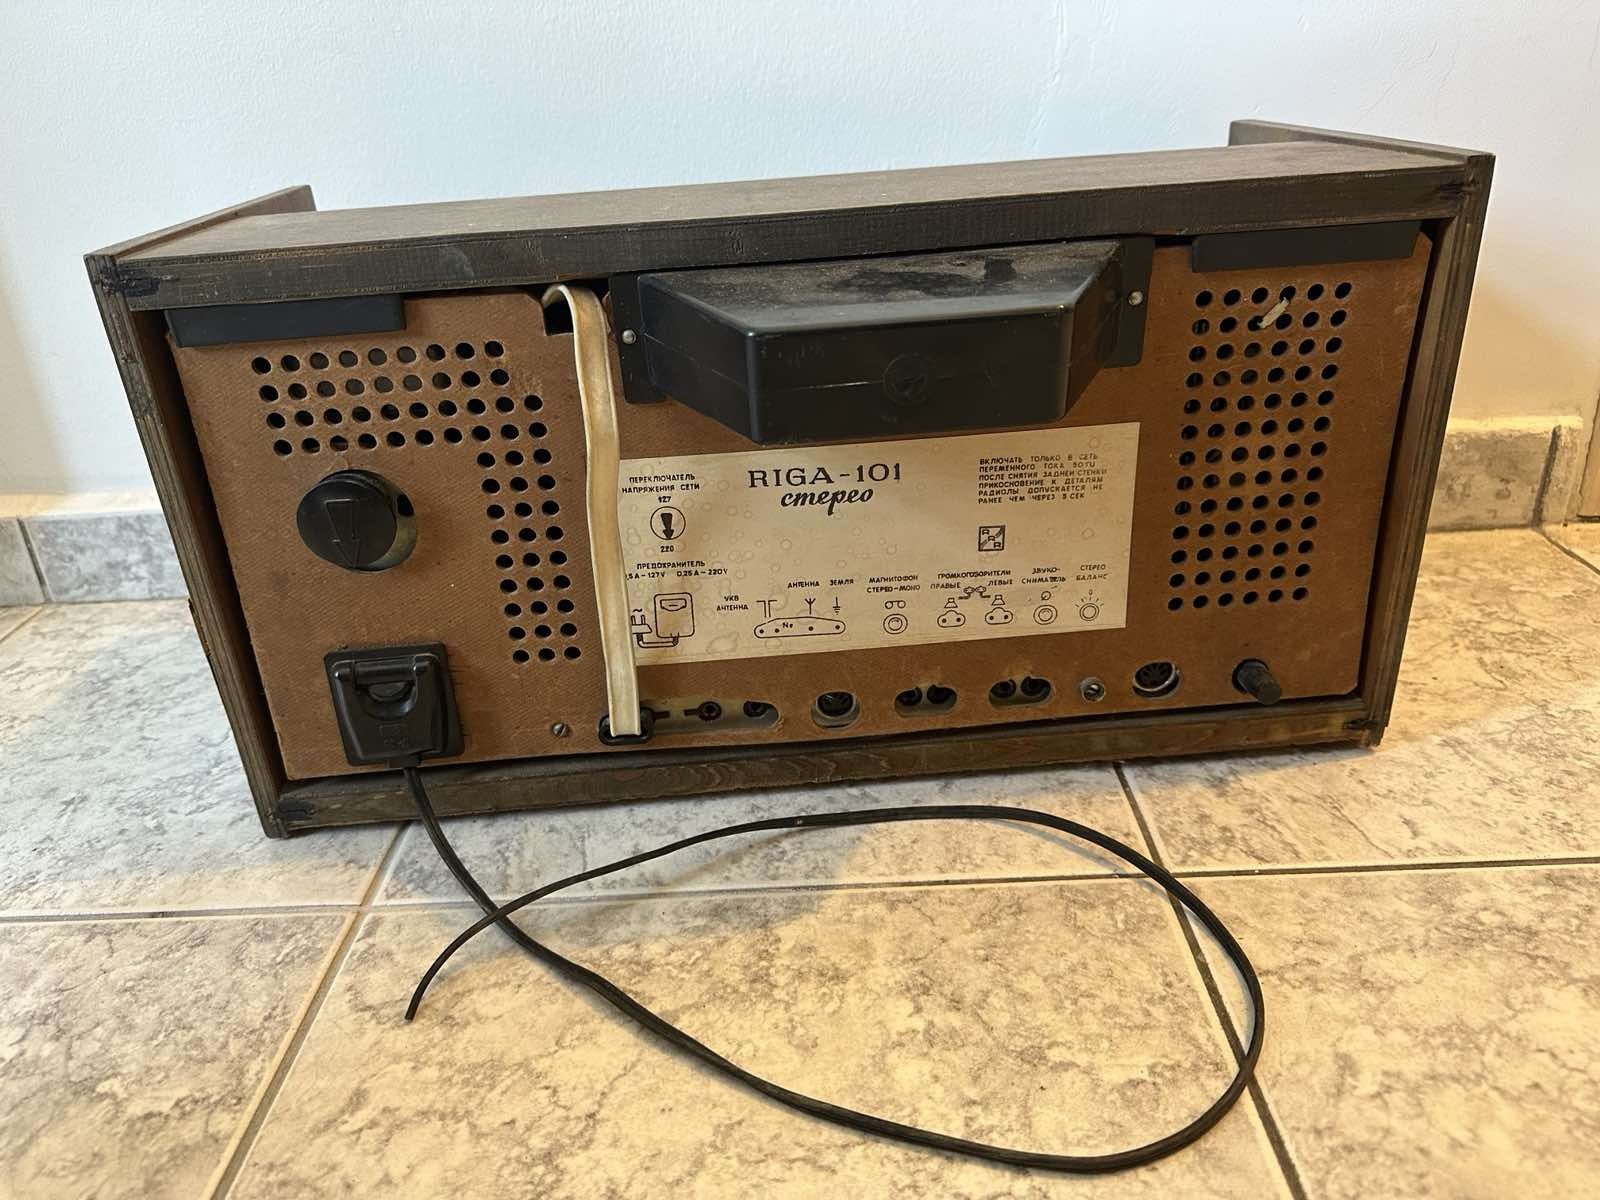 ПЕРЕКЛЮЧАТЕЛЬ
НАПРЯЖЕНИЯ СЕТИ
127
220
ПРЕДОХРАНИТЕЛЬ
,5А – 127V 0,25А – 220V
RIGA-101
стерео
ВКЛЮЧАТЬ ТОЛЬКО В СЕТЬ
ПЕРЕМЕННОГО ТОКА 50 ГЦ
ПОСЛЕ СНЯТИЯ ЗАДНЕЙ СТЕНКИ
ПРИКОСНОВЕНИЕ К ДЕТАЛЯМ
РАДИОЛЫ ДОПУСКАЕТСЯ НЕ
РАНЕЕ ЧЕМ ЧЕРЕЗ 5 СЕК
УКВ
АНТЕННА
АНТЕННА ЗЕМЛЯ
МАГНИТОФОН
СТЕРЕО-МОНО
ГРОМКОГОВОРИТЕЛИ
ПРАВЫЕ ЛЕВЫЕ
ЗВУКО-
СНИМАТЕЛЬ
СТЕРЕО
БАЛАНС